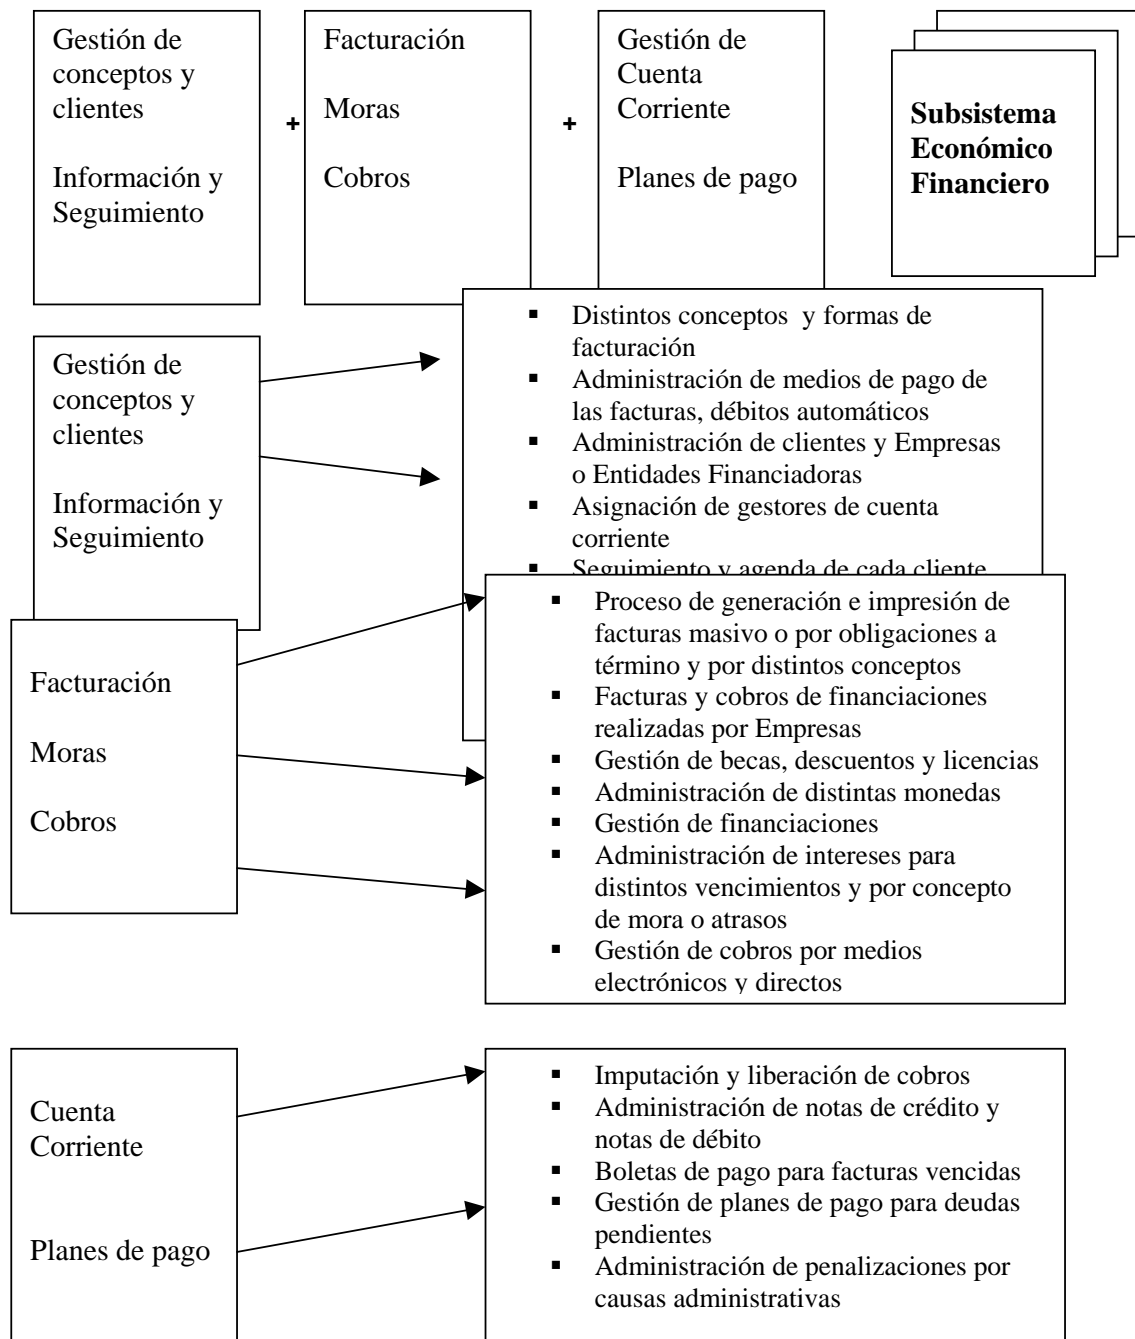 Gestión de
conceptos y
clientes
Información y
Seguimiento
+
Facturación
Moras
Cobros
+
Gestión de
Cuenta
Corriente
Planes de pago
Subsistema
Económico
Financiero
Gestión de
conceptos y
clientes
Información y
Seguimiento
▪ Distintos conceptos y formas de
facturación
▪ Administración de medios de pago de
las facturas, débitos automáticos
▪ Administración de clientes y Empresas
o Entidades Financiadoras
▪ Asignación de gestores de cuenta
corriente
▪ Seguimiento y agenda de cada cliente
Facturación
Moras
Cobros
▪ Proceso de generación e impresión de
facturas masivo o por obligaciones a
término y por distintos conceptos
▪ Facturas y cobros de financiaciones
realizadas por Empresas
▪ Gestión de becas, descuentos y licencias
▪ Administración de distintas monedas
▪ Gestión de financiaciones
▪ Administración de intereses para
distintos vencimientos y por concepto
de mora o atrasos
▪ Gestión de cobros por medios
electrónicos y directos
Cuenta
Corriente
Planes de pago
▪ Imputación y liberación de cobros
▪ Administración de notas de crédito y
notas de débito
▪ Boletas de pago para facturas vencidas
▪ Gestión de planes de pago para deudas
pendientes
▪ Administración de penalizaciones por
causas administrativas